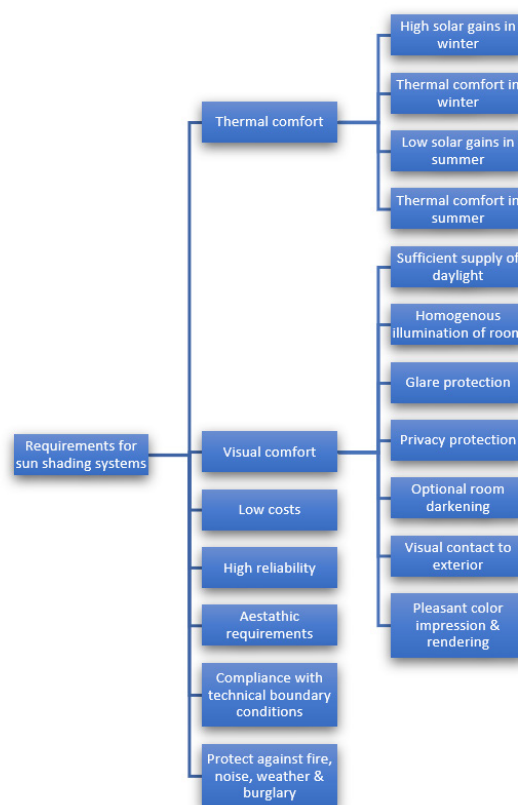 High solar gains in
winter
Thermal comfort in
winter
Thermal comfort
Low solar gains in
summer
Thermal comfort in
summer
Sufficient supply of
daylight
Homogenous
illumination of room
Glare protection
Privacy protection
Requirements for
sun shading systems
Visual comfort
Optional room
darkening
Low costs
Visual contact to
exterior
High reliability
Pleasant color
impression &
rendering
Aestathic
requirements
Compliance with
technical boundary
conditions
Protect against fire,
noise, weather &
burglary